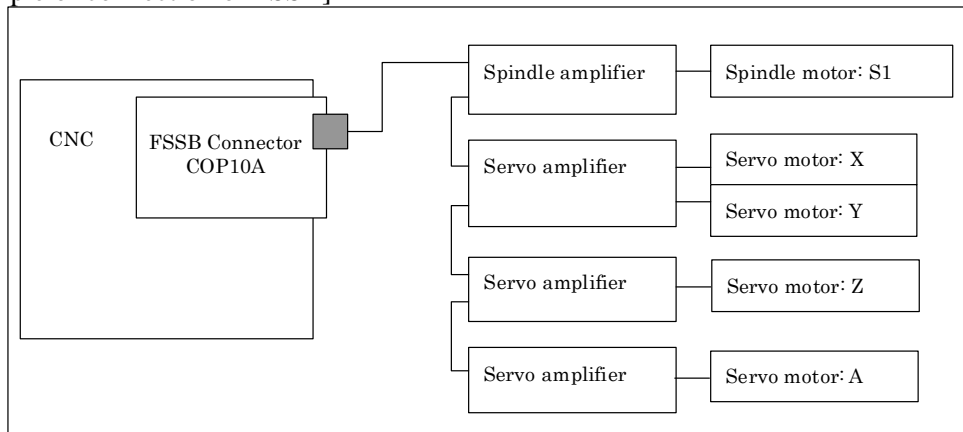 CNC
FSSB Connector
COP10A
Spindle amplifier
Spindle motor: S1
Servo amplifier
Servo motor: X
Servo motor: Y
Servo amplifier
Servo motor: Z
Servo amplifier
Servo motor: A